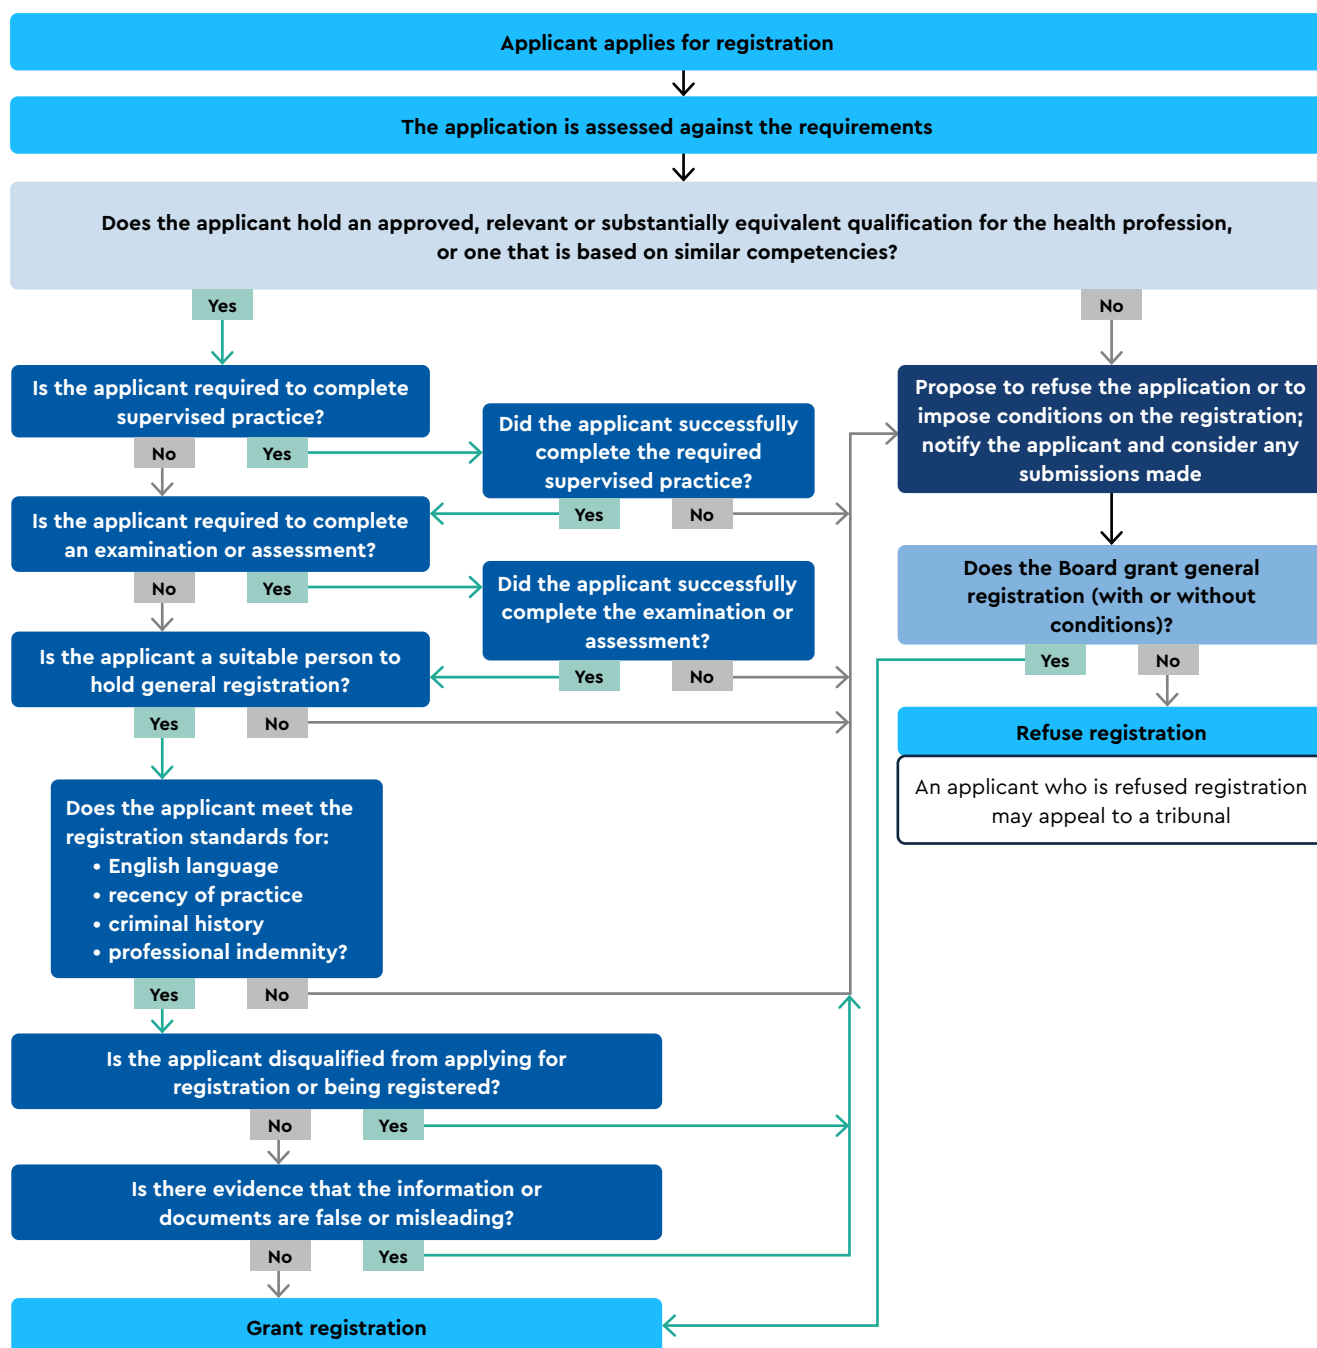 Applicant applies for registration
The application is assessed against the requirements
Does the applicant hold an approved, relevant or substantially equivalent qualification for the health profession,
or one that is based on similar competencies?
Yes
No
Is the applicant required to complete
supervised practice?
No
Yes
Did the applicant successfully
complete the required
supervised practice?
Yes
No
Propose to refuse the application or to
impose conditions on the registration;
notify the applicant and consider any
submissions made
Is the applicant required to complete
an examination or assessment?
No
Yes
Did the applicant successfully
complete the examination or
assessment?
Yes
No
Does the Board grant general
registration (with or without
conditions)?
Yes
No
Is the applicant a suitable person to
hold general registration?
Yes
No
Refuse registration
An applicant who is refused registration
may appeal to a tribunal
Does the applicant meet the
registration standards for:
• English language
• recency of practice
• criminal history
• professional indemnity?
Yes
No
Is the applicant disqualified from applying for
registration or being registered?
No
Yes
Is there evidence that the information or
documents are false or misleading?
No
Yes
Grant registration